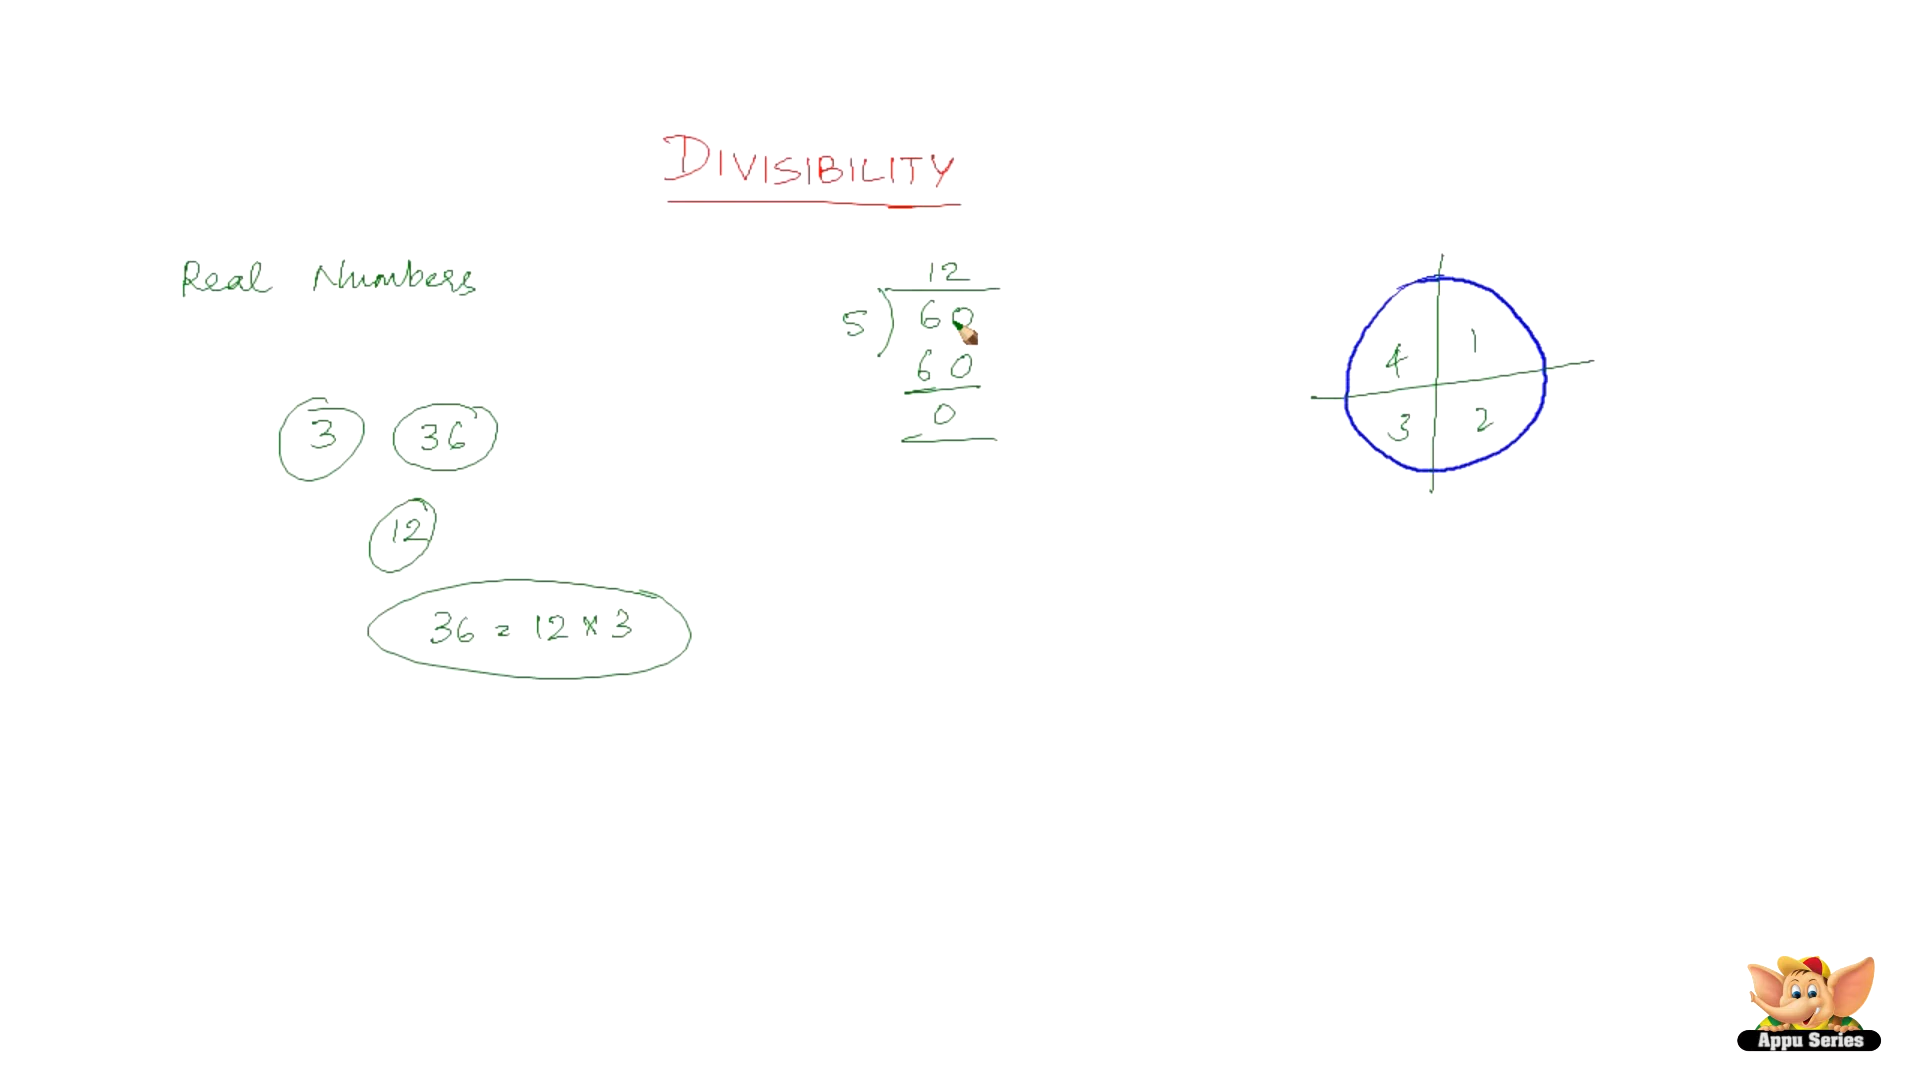 DIVISIBILITY
Real Numbers
3 36
12
36 = 12 × 3
12
5 ) 60
60
0
4 1
3 2
Appu Series